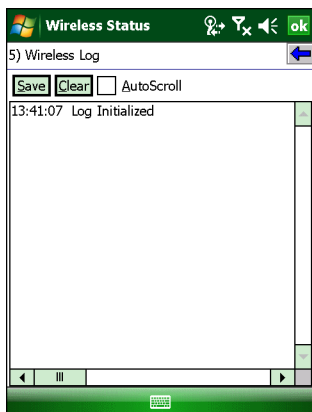 Wireless Status ok
5) Wireless Log
Save Clear AutoScroll
13:41:07 Log Initialized